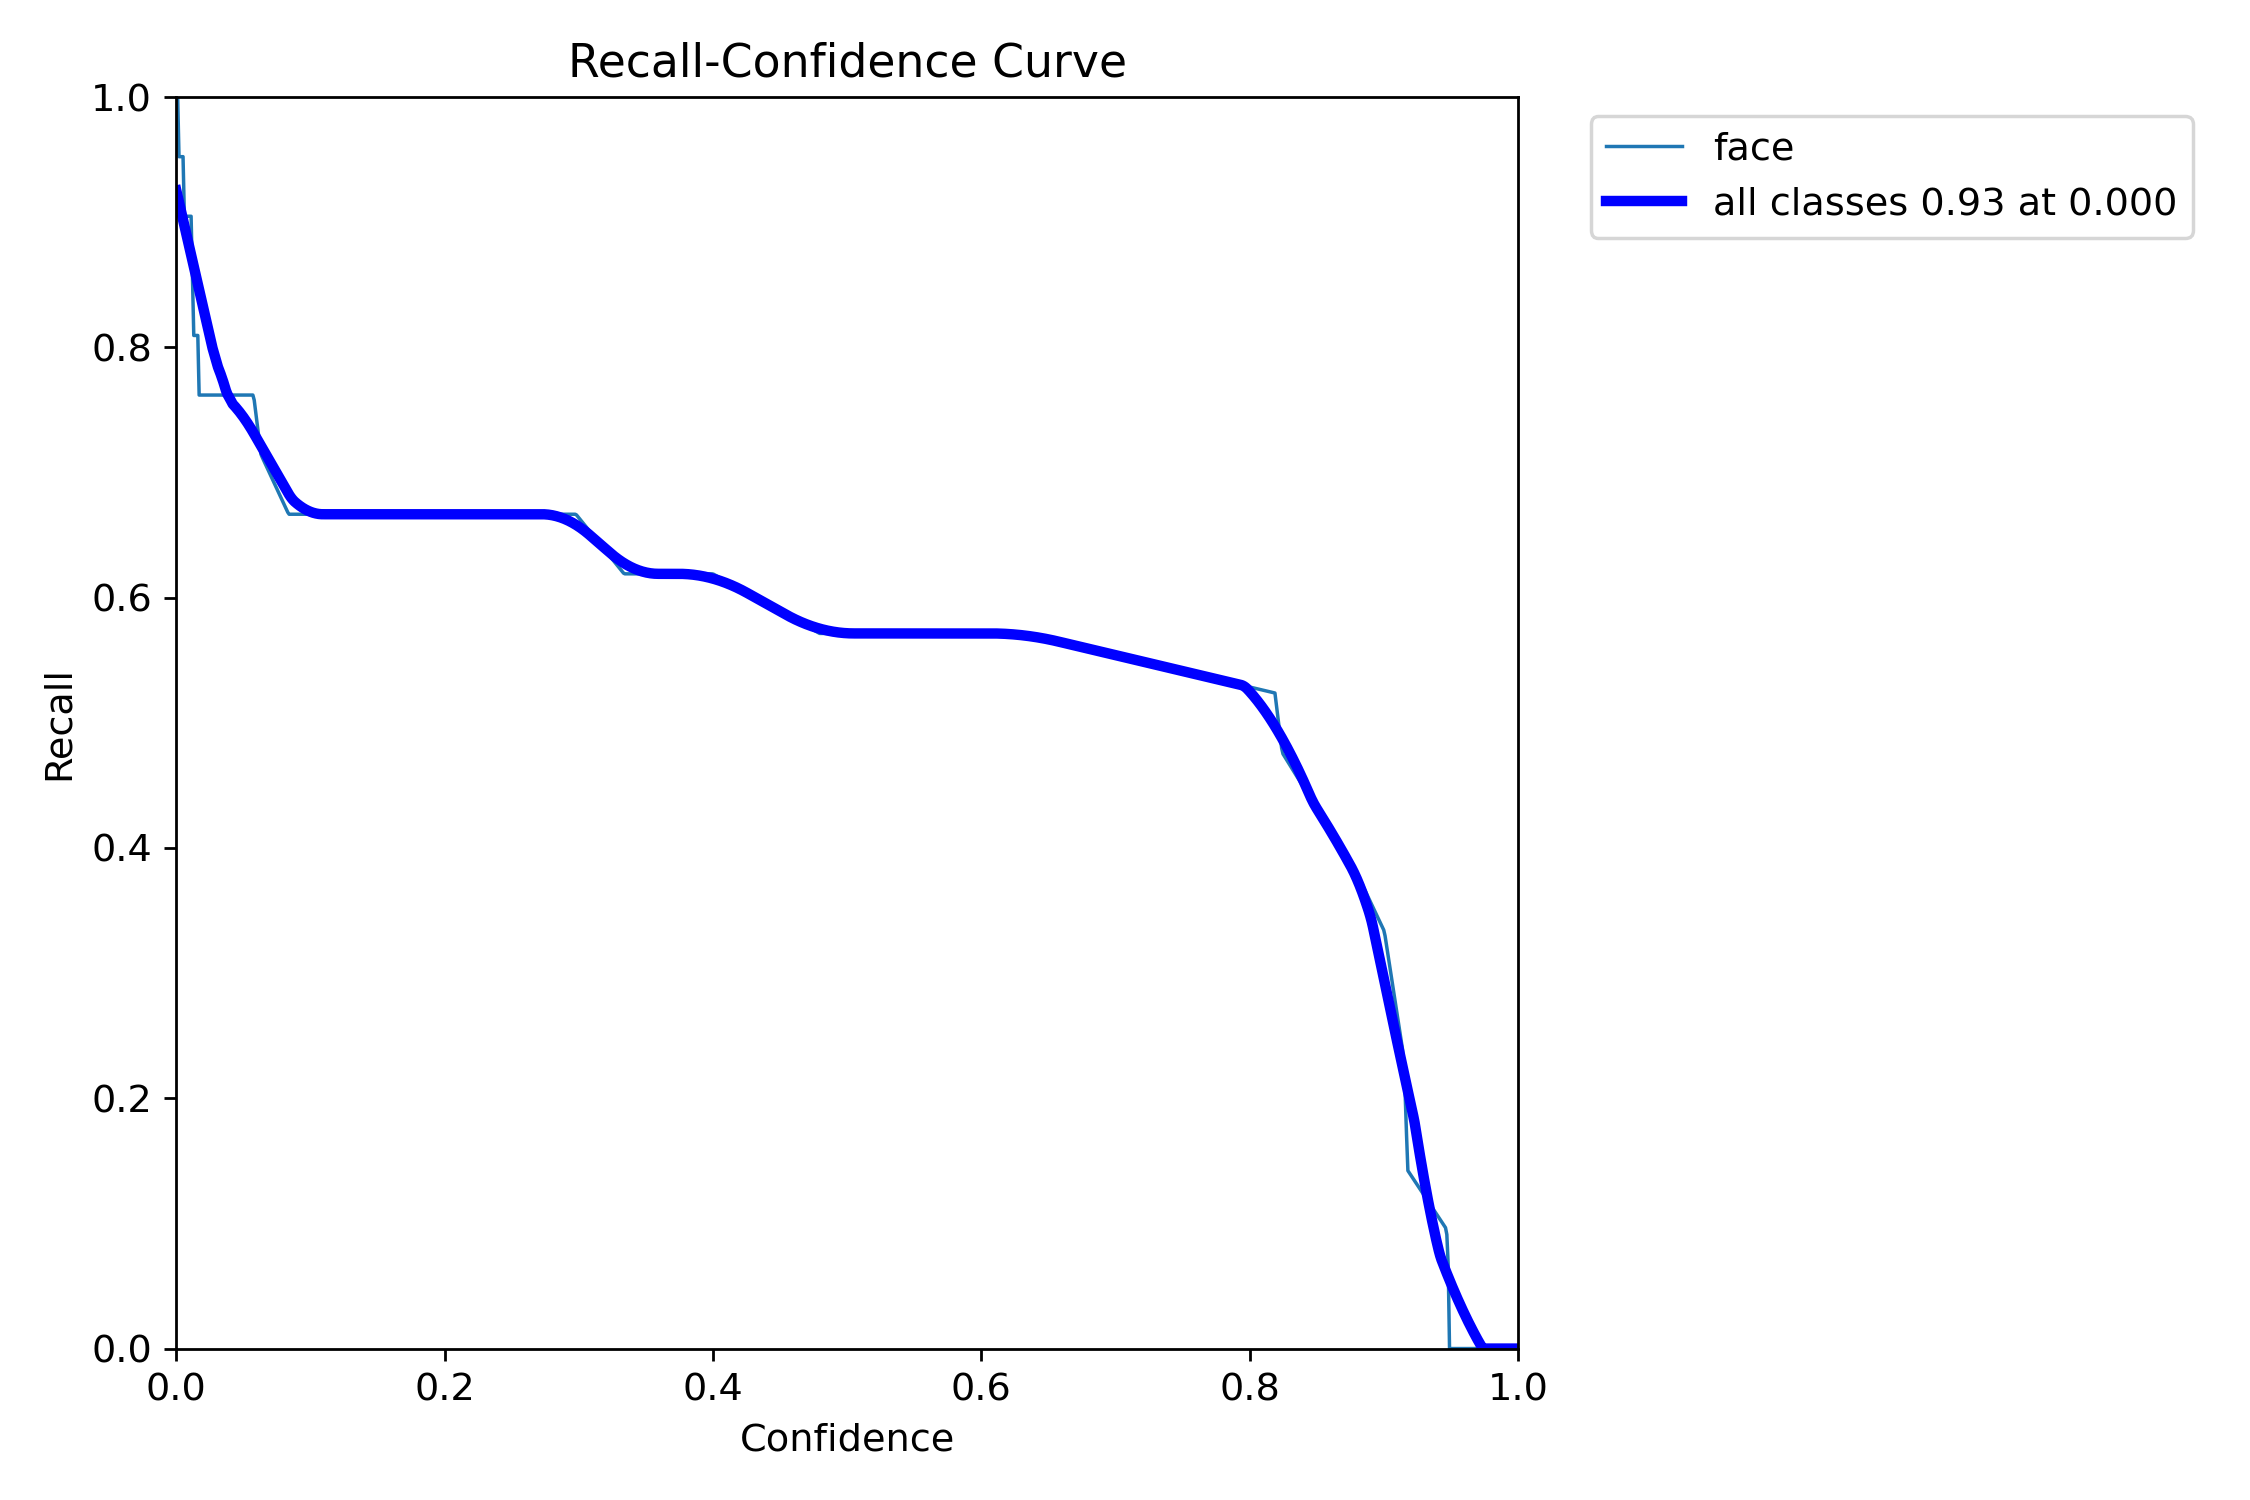 Recall-Confidence Curve
1.0
0.8
0.6
0.4
0.2
0.0
Recall
0.0 0.2 0.4 0.6 0.8 1.0
Confidence
face
all classes 0.93 at 0.000